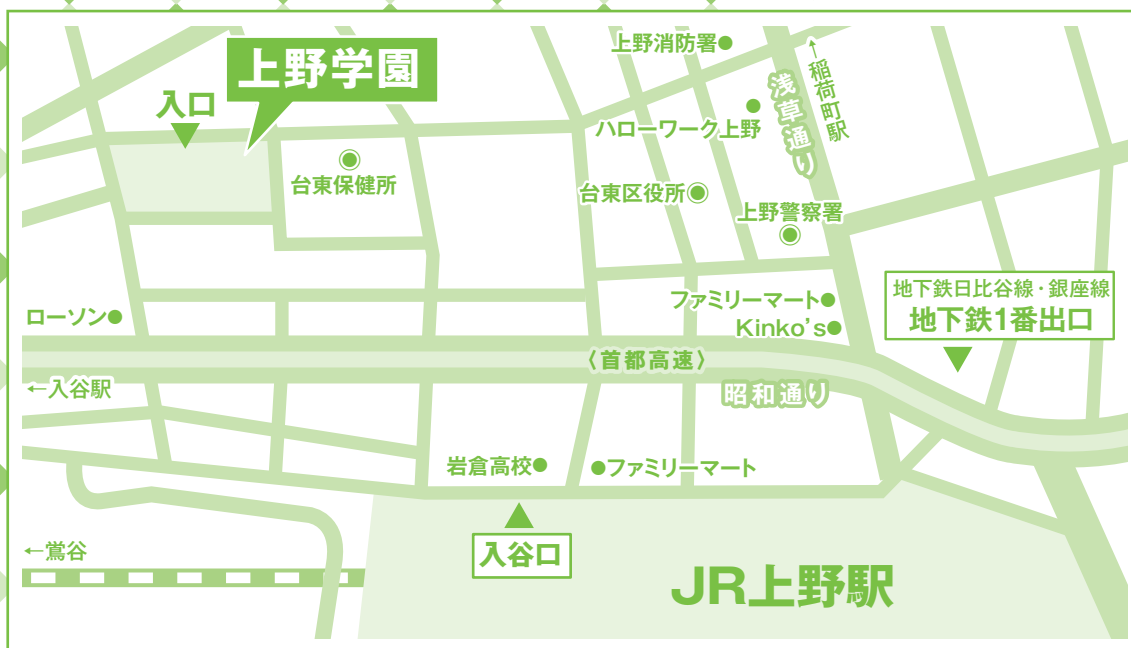 上野消防署
↑稲荷町駅
上野学園
入口
浅草通り
ハローワーク上野
台東保健所
台東区役所
上野警察署
地下鉄日比谷線・銀座線
地下鉄1番出口
ファミリーマート
ローソン
Kinko's
〈首都高速〉
←入谷駅
昭和通り
岩倉高校
ファミリーマート
入谷口
←鶯谷
JR上野駅